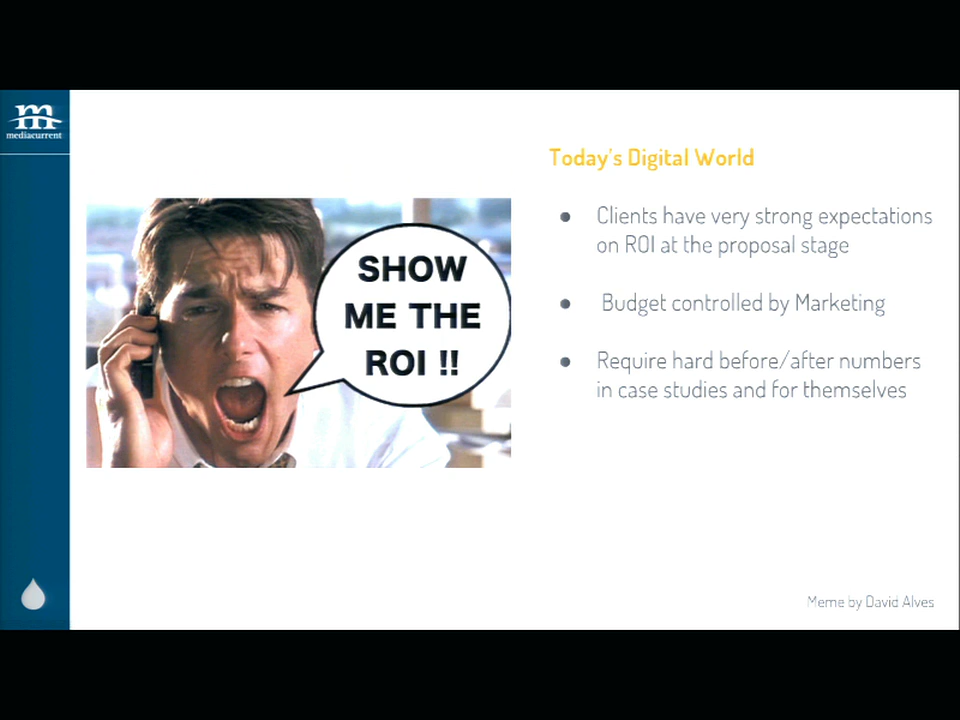 m
mediacurrent
SHOW
ME THE
ROI !!
Today's Digital World
● Clients have very strong expectations
on ROI at the proposal stage
● Budget controlled by Marketing
● Require hard before/after numbers
in case studies and for themselves
Meme by David Alves